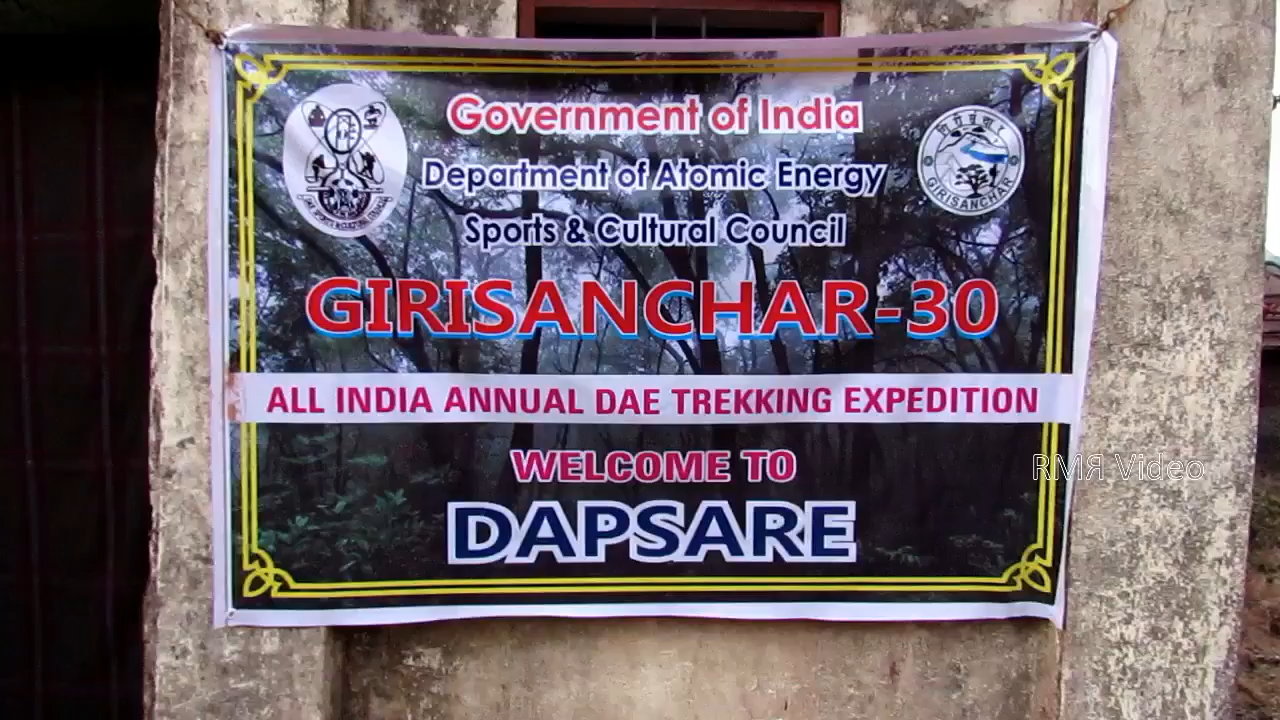 Government of India
Department of Atomic Energy
Sports & Cultural Council
GIRISANCHAR
GIRISANCHAR-30
ALL INDIA ANNUAL DAE TREKKING EXPEDITION
WELCOME TO
RMЯ Video
DAPSARE